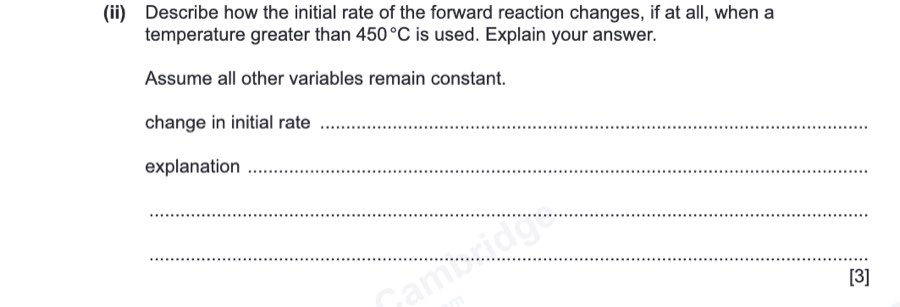 (ii) Describe how the initial rate of the forward reaction changes, if at all, when a
temperature greater than 450 °C is used. Explain your answer.
Assume all other variables remain constant.
change in initial rate ....................................................................................................
explanation ....................................................................................................
....................................................................................................
Cambridge
....................................................................................................
[3]